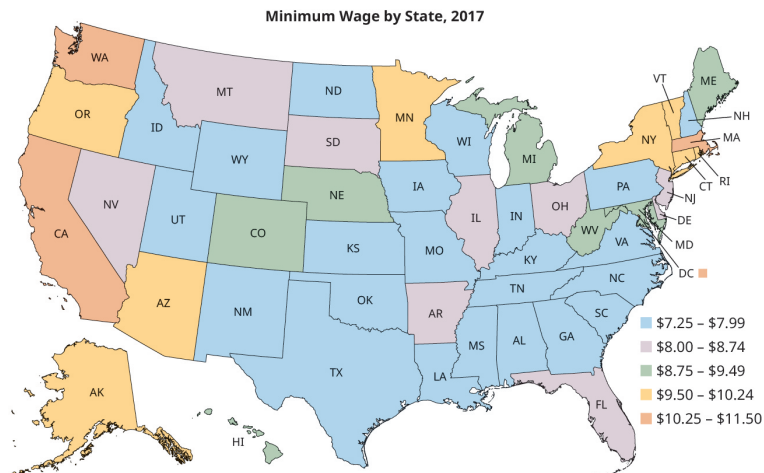 Minimum Wage by State, 2017
WA
MT
ND
MN
VT
ME
OR
ID
WY
SD
WI
MI
NY
NH
MA
RI
CT
NV
UT
CO
NE
IA
IL
IN
OH
PA
NJ
DE
MD
DC
CA
AZ
NM
KS
MO
KY
WV
VA
OK
AR
TN
NC
TX
LA
MS
AL
GA
SC
FL
AK
HI
$7.25 – $7.99
$8.00 – $8.74
$8.75 – $9.49
$9.50 – $10.24
$10.25 – $11.50